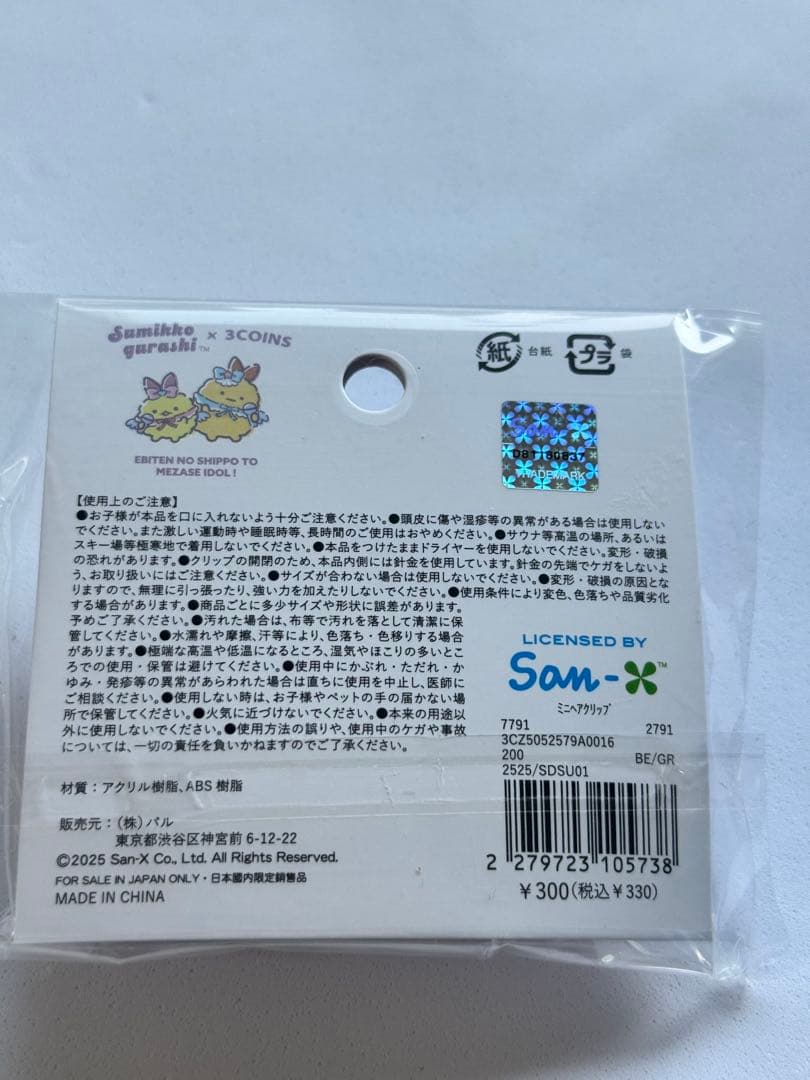 Sumikko gurashi™ × 3COINS
紙 台紙 プラ 袋
D81180837
TRADEMARK
EBITEN NO SHIPPO TO
MEZASE IDOL!
【使用上のご注意】
●お子様が本品を口に入れないよう十分ご注意ください。●頭皮に傷や湿疹等の異常がある場合は使用しない
でください。また激しい運動時や睡眠時等、長時間のご使用はおやめください。●サウナ等高温の場所、あるいは
スキー場等極寒地で着用しないでください。●本品をつけたままドライヤーを使用しないでください。変形・破損
の恐れがあります。●クリップの開閉のため、本品内側には針金を使用しています。針金の先端でケガをしないよ
う、お取り扱いにはご注意ください。●サイズが合わない場合は使用しないでください。●変形・破損の原因とな
りますので、無理に引っ張ったり、強い力を加えたりしないでください。●使用条件により変色、色落ちや品質劣化
する場合があります。●商品ごとに多少サイズや形状に誤差があります。
予めご了承ください。●汚れた場合は、布等で汚れを落として清潔に保
管してください。●水濡れや摩擦、汗等により、色落ち・色移りする場合
があります。●極端な高温や低温になるところ、湿気やほこりの多いとこ
ろでの使用・保管は避けてください。●使用中にかぶれ・ただれ・か
ゆみ・発疹等の異常があらわれた場合は直ちに使用を中止し、医師に
ご相談ください。●使用しない時は、お子様やペットの手の届かない場
所で保管してください。●火気に近づけないでください。●本来の用途以
外に使用しないでください。●使用方法の誤りや、使用中のケガや事故
については、一切の責任を負いかねますのでご了承ください。
材質：アクリル樹脂、ABS 樹脂
販売元：（株）パル
東京都渋谷区神宮前 6-12-22
©2025 San-X Co., Ltd. All Rights Reserved.
FOR SALE IN JAPAN ONLY・日本國内限定銷售品
MADE IN CHINA
LICENSED BY
San-X™
ミニヘアクリップ
7791 2791
3CZ5052579A0016
200 BE/GR
2525/SDSU01
2 279723 105738
￥300(税込￥330)